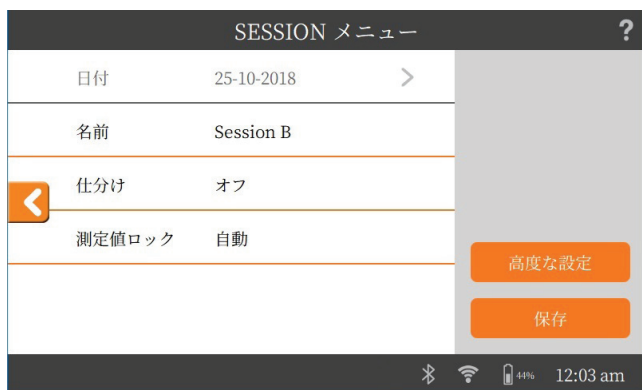 SESSION メニュー ?
日付 25-10-2018
名前 Session B
仕分け オフ
測定値ロック 自動
高度な設定
保存
44% 12:03 am